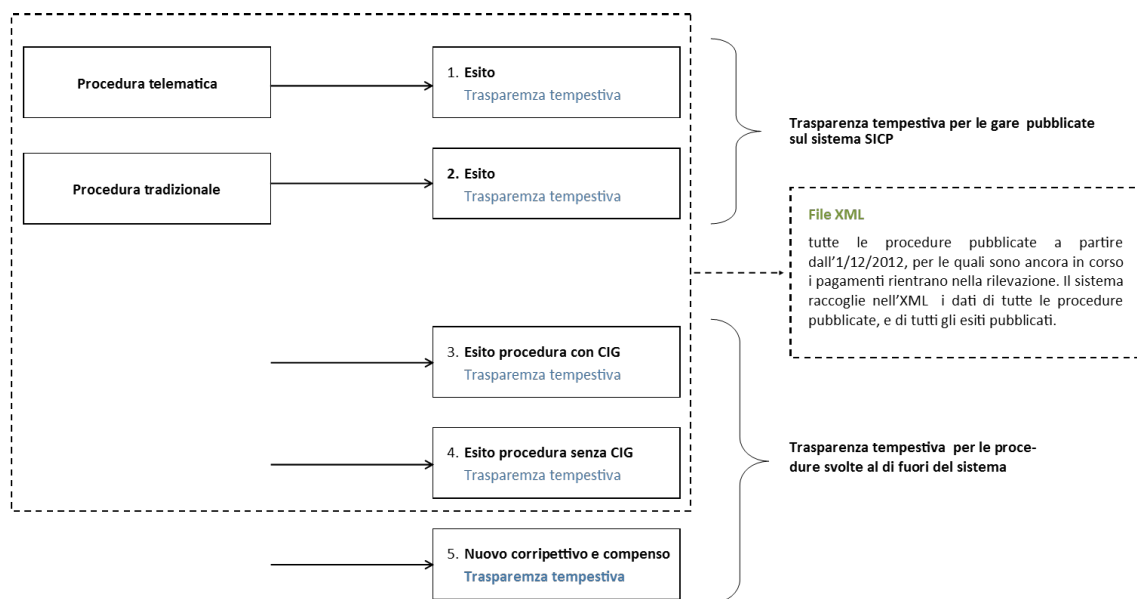 Procedura telematica
1. Esito
Trasparemza tempestiva
Trasparenza tempestiva per le gare pubblicate
sul sistema SICP
Procedura tradizionale
2. Esito
Trasparemza tempestiva
File XML
tutte le procedure pubblicate a partire
dall'1/12/2012, per le quali sono ancora in corso
i pagamenti rientrano nella rilevazione. Il sistema
raccoglie nell'XML i dati di tutte le procedure
pubblicate, e di tutti gli esiti pubblicati.
3. Esito procedura con CIG
Trasparemza tempestiva
4. Esito procedura senza CIG
Trasparemza tempestiva
Trasparenza tempestiva per le proce-
dure svolte al di fuori del sistema
5. Nuovo corripettivo e compenso
Trasparemza tempestiva